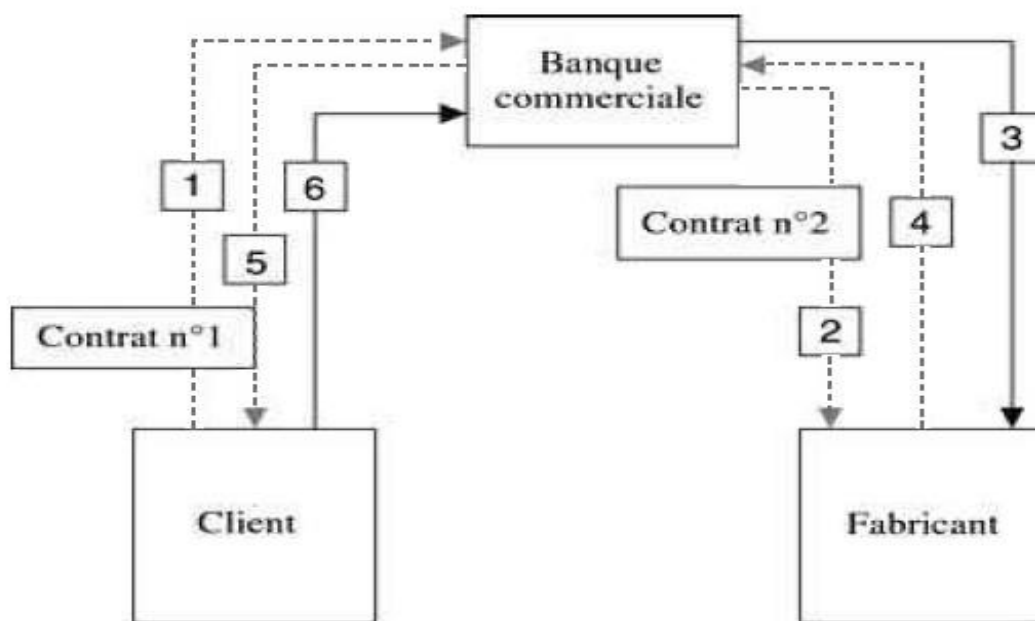 Banque
commerciale
1
6
3
Contrat n°2
4
5
Contrat n°1
2
Client
Fabricant